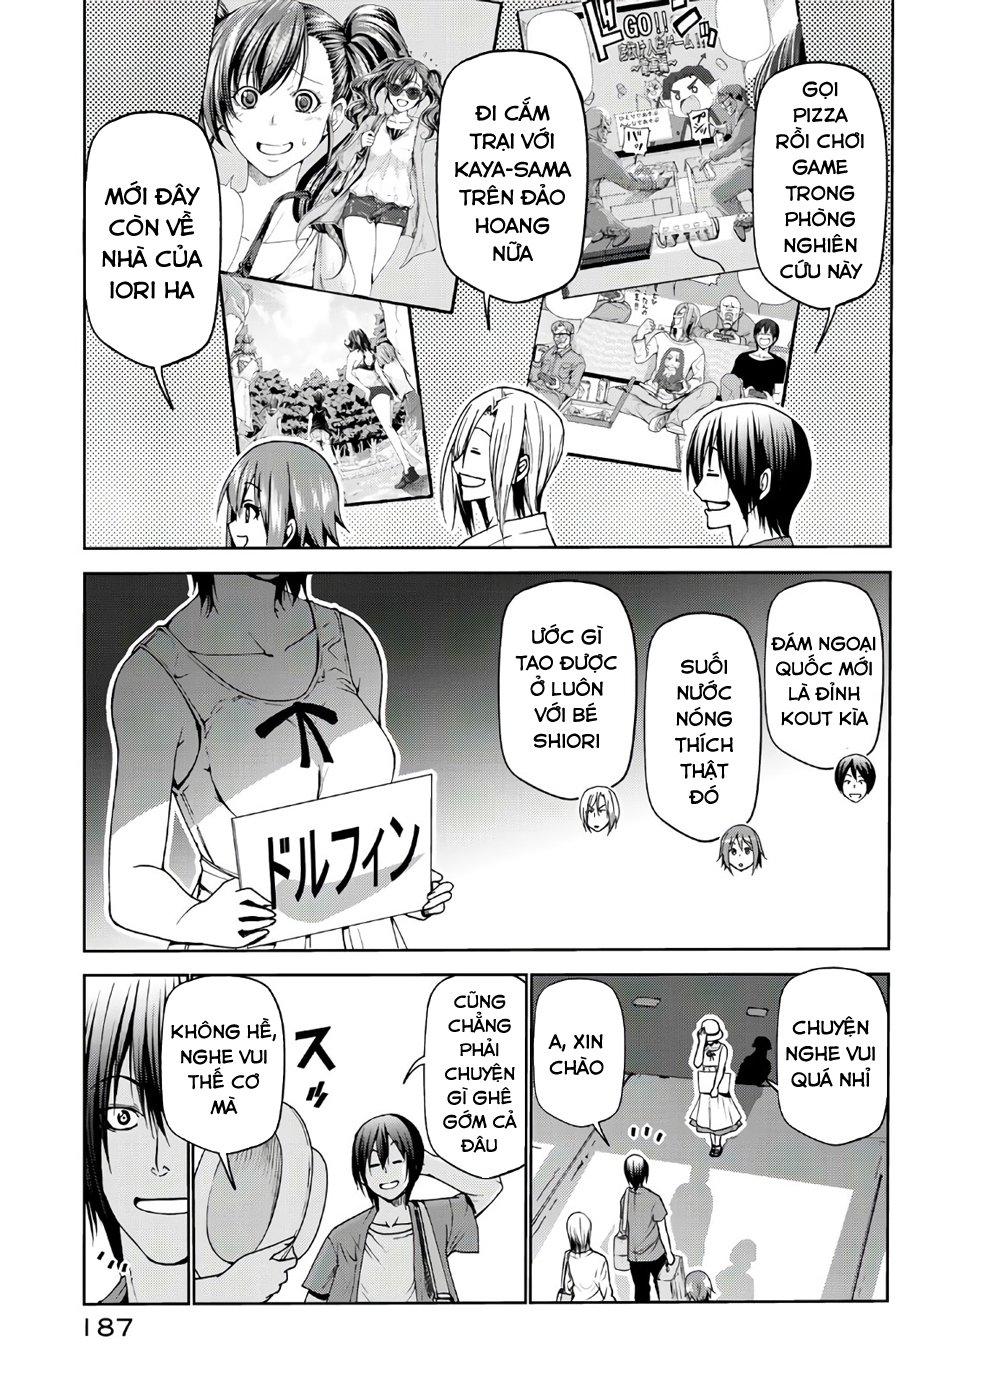 GO!!
GỌI
PIZZA
RỒI CHƠI
GAME
TRONG
PHÒNG
NGHIÊN
CỨU NÀY
ĐI CẮM
TRẠI VỚI
KAYA-SAMA
TRÊN ĐẢO
HOANG
NỮA
MỚI ĐÂY
CÒN VỀ
NHÀ CỦA
IORI HA
ĐÁM NGOẠI
QUỐC MỚI
LÀ ĐỈNH
KOUT KÌA
SUỐI
NƯỚC
NÓNG
THÍCH
THẬT
ĐÓ
ƯỚC GÌ
TAO ĐƯỢC
Ở LUÔN
VỚI BÉ
SHIORI
ドルフィン
CHUYỆN
NGHE VUI
QUÁ NHỈ
A, XIN
CHÀO
CŨNG
CHẲNG
PHẢI
CHUYỆN
GÌ GHÊ
GỚM CẢ
ĐÂU
ス
ッ
KHÔNG HỀ,
NGHE VUI
THẾ CƠ
MÀ
187